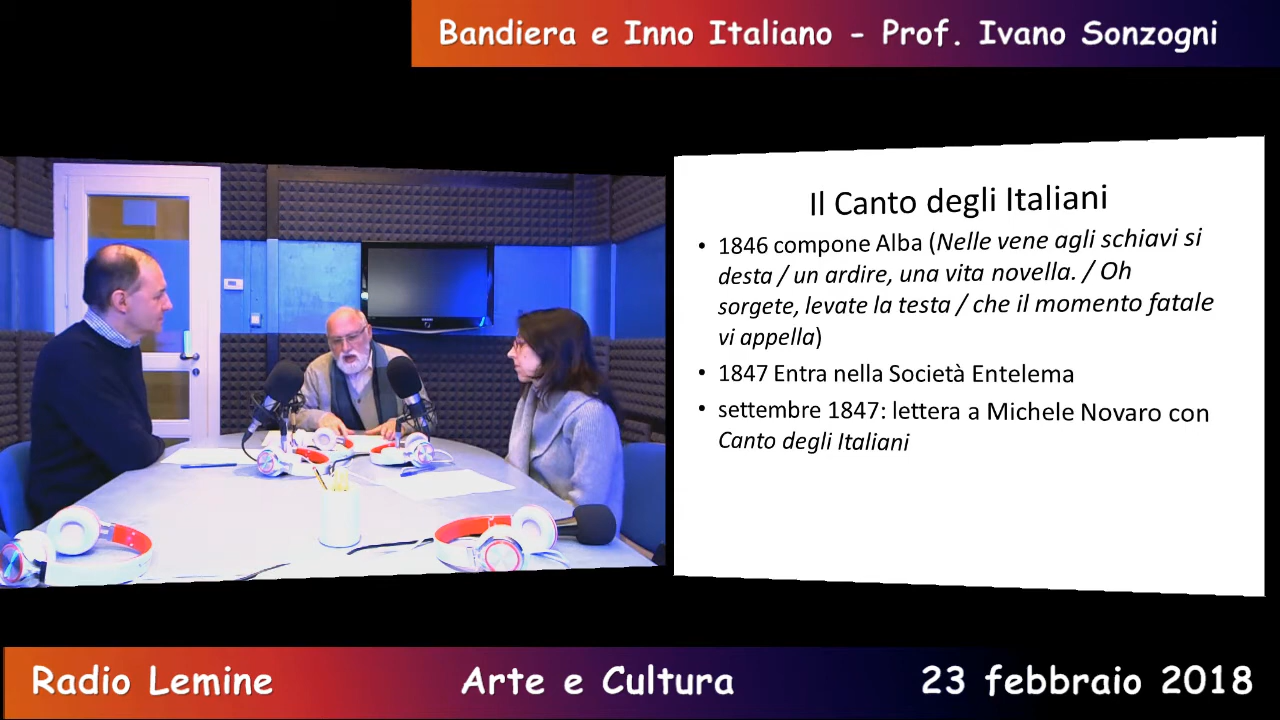 Bandiera e Inno Italiano - Prof. Ivano Sonzogni
Il Canto degli Italiani
• 1846 compone Alba (Nelle vene agli schiavi si
desta / un ardire, una vita novella. / Oh
sorgete, levate la testa / che il momento fatale
vi appella)
• 1847 Entra nella Società Entelema
• settembre 1847: lettera a Michele Novaro con
Canto degli Italiani
Radio Lemine
Arte e Cultura
23 febbraio 2018